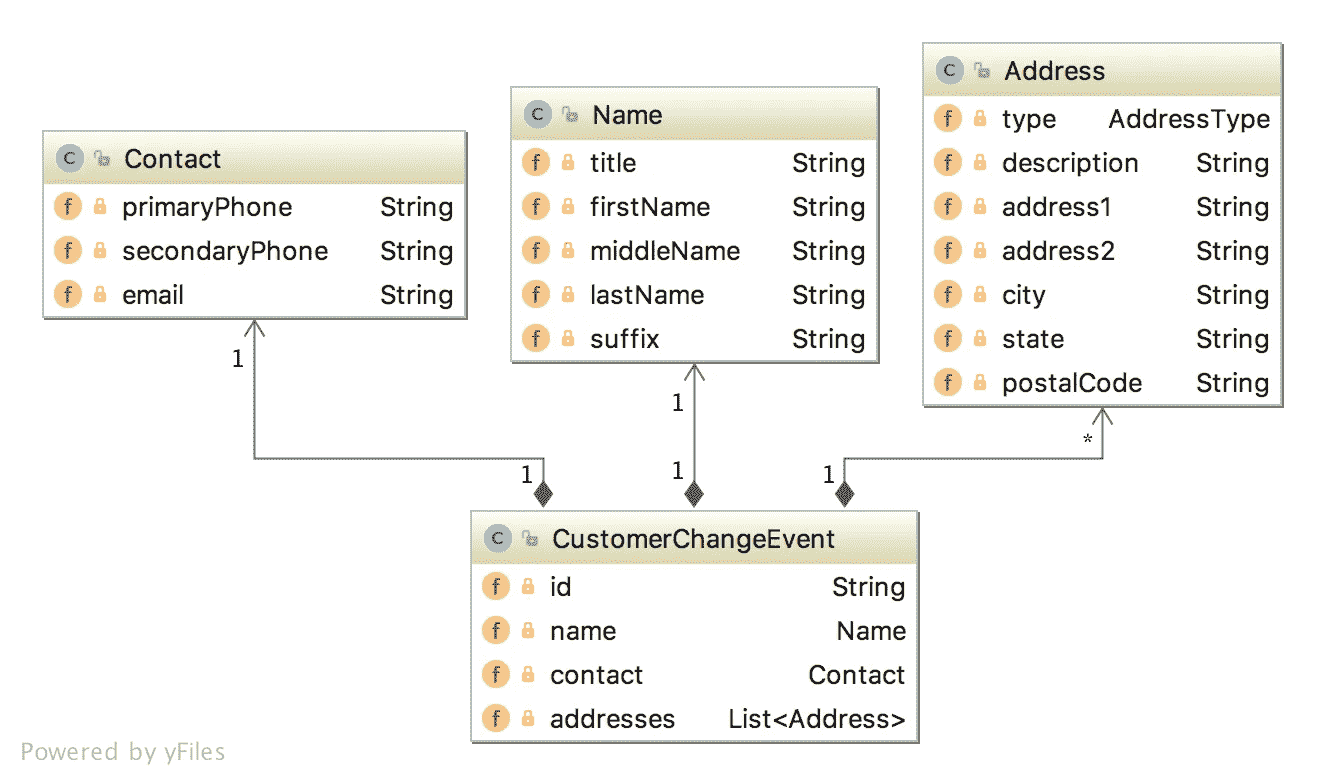 C Address
f type AddressType
f description String
f address1 String
f address2 String
f city String
f state String
f postalCode String
C Name
f title String
f firstName String
f middleName String
f lastName String
f suffix String
C Contact
f primaryPhone String
f secondaryPhone String
f email String
1
1
*
1
1
1
C CustomerChangeEvent
f id String
f name Name
f contact Contact
f addresses List<Address>
Powered by yFiles